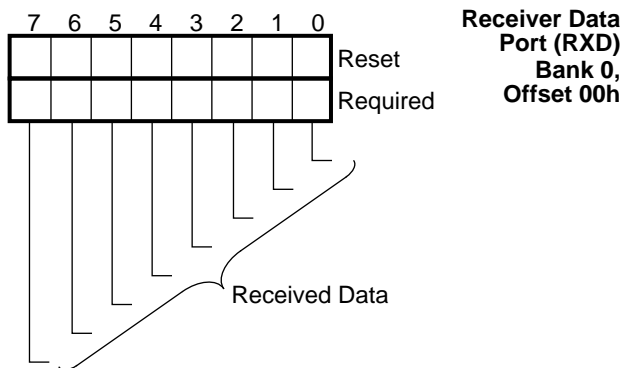 7 6 5 4 3 2 1 0
Reset
Required
Receiver Data
Port (RXD)
Bank 0,
Offset 00h
Received Data